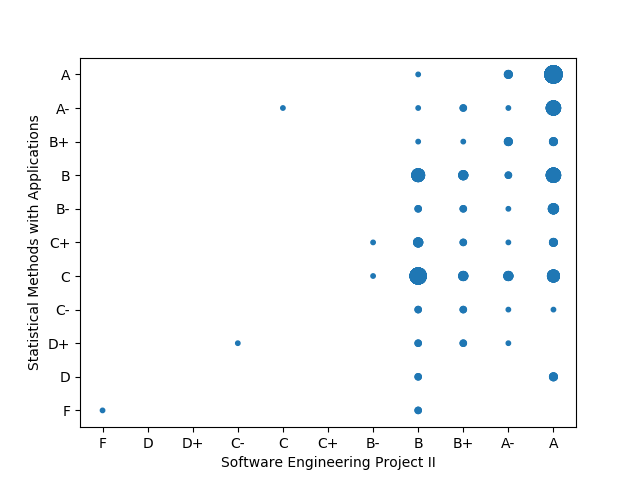 Statistical Methods with Applications
A
A-
B+
B
B-
C+
C
C-
D+
D
F
F D D+ C- C C+ B- B B+ A- A
Software Engineering Project II